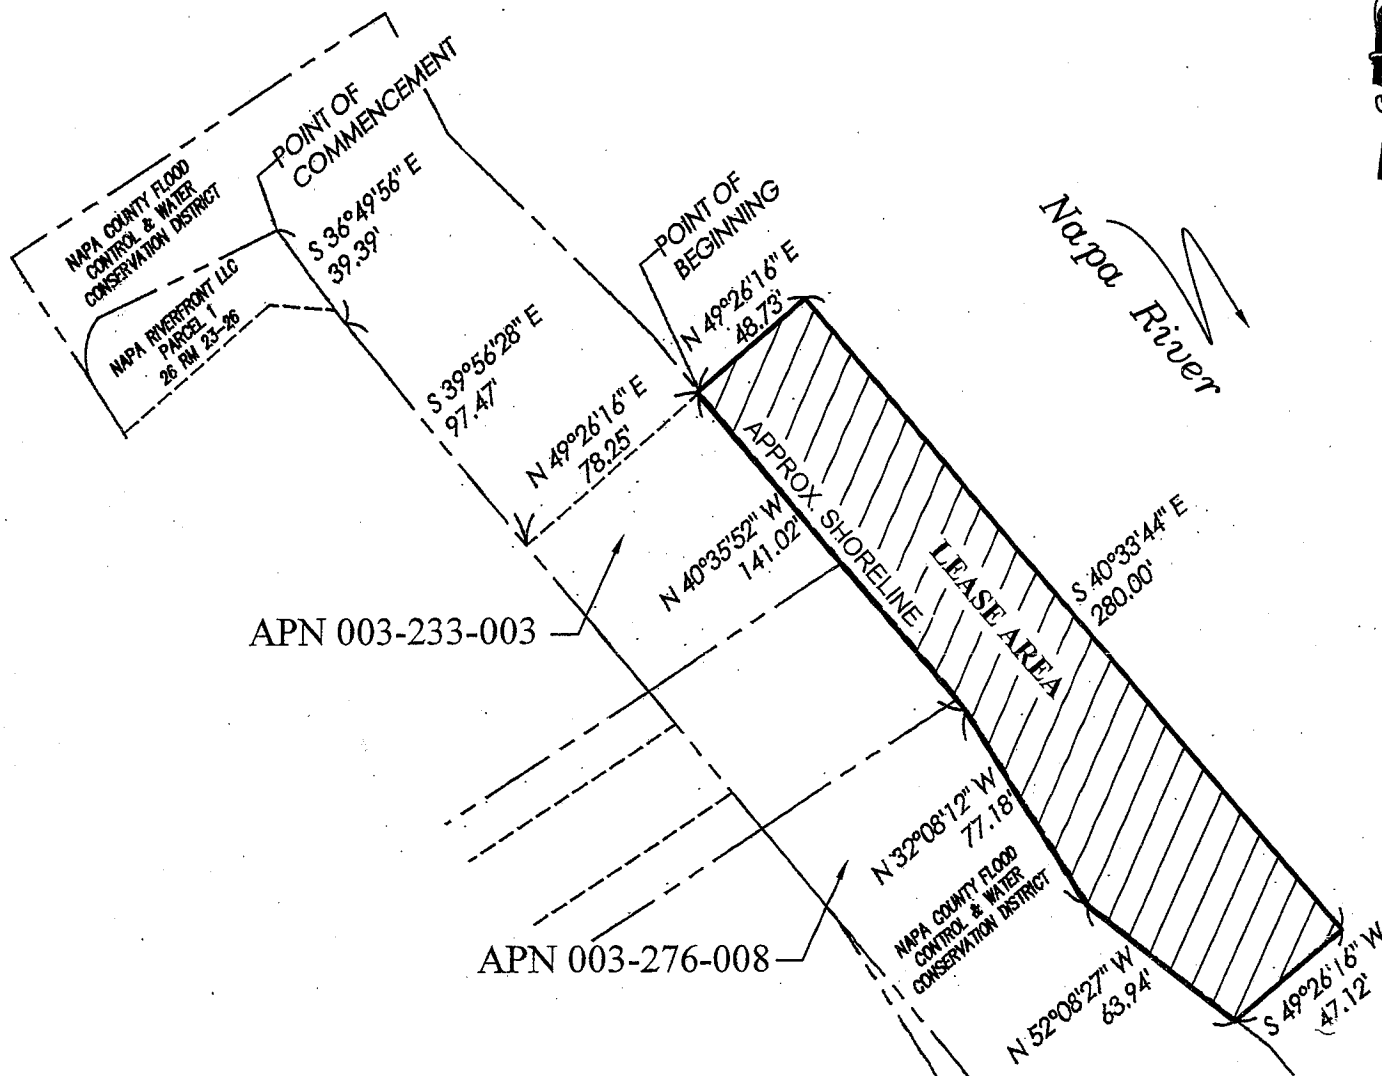 POINT OF
COMMENCEMENT
NAPA COUNTY FLOOD
CONTROL & WATER
CONSERVATION DISTRICT
S 36°49'56" E
39.39'
NAPA RIVERFRONT LLC
PARCEL 1
26 RM 23-26
POINT OF
BEGINNING
N 49°26'16" E
48.73'
Napa River
S 39°56'28" E
97.47'
N 49°26'16" E
78.25'
APPROX. SHORELINE
N 40°35'52" W
141.02'
LEASE AREA
S 40°33'44" E
280.00'
APN 003-233-003
N 32°08'12" W
77.18'
NAPA COUNTY FLOOD
CONTROL & WATER
CONSERVATION DISTRICT
APN 003-276-008
N 52°08'27" W
63.94'
S 49°26'16" W
47.12'